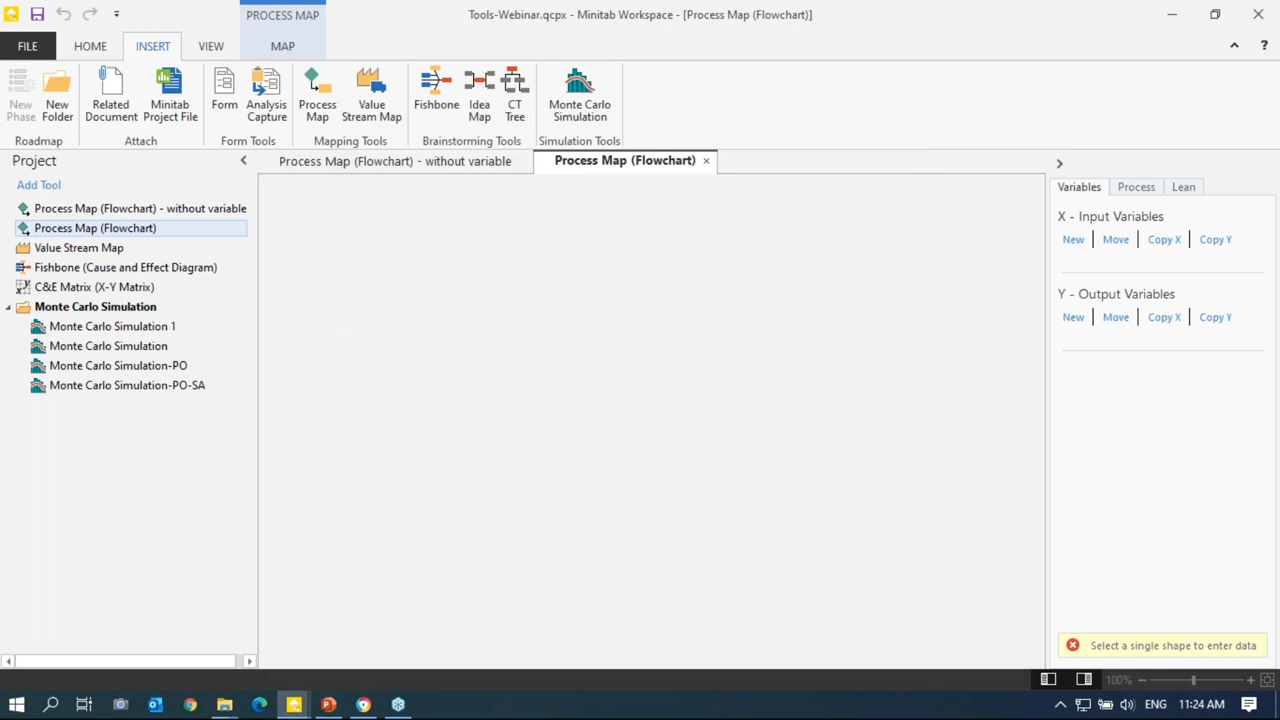 Tools-Webinar.qcpx - Minitab Workspace - [Process Map (Flowchart)]
PROCESS MAP
FILE
HOME
INSERT
VIEW
MAP
?
New Phase
New Folder
Roadmap
Related Document
Minitab Project File
Attach
Form
Analysis Capture
Form Tools
Process Map
Value Stream Map
Mapping Tools
Fishbone
Idea Map
CT Tree
Brainstorming Tools
Monte Carlo Simulation
Simulation Tools
Project
Add Tool
Process Map (Flowchart) - without variable
Process Map (Flowchart)
Value Stream Map
Fishbone (Cause and Effect Diagram)
C&E Matrix (X-Y Matrix)
Monte Carlo Simulation
Monte Carlo Simulation 1
Monte Carlo Simulation
Monte Carlo Simulation-PO
Monte Carlo Simulation-PO-SA
Process Map (Flowchart) - without variable
Process Map (Flowchart) ×
Variables
Process
Lean
X - Input Variables
New | Move | Copy X | Copy Y
Y - Output Variables
New | Move | Copy X | Copy Y
Select a single shape to enter data
100%
ENG
11:24 AM